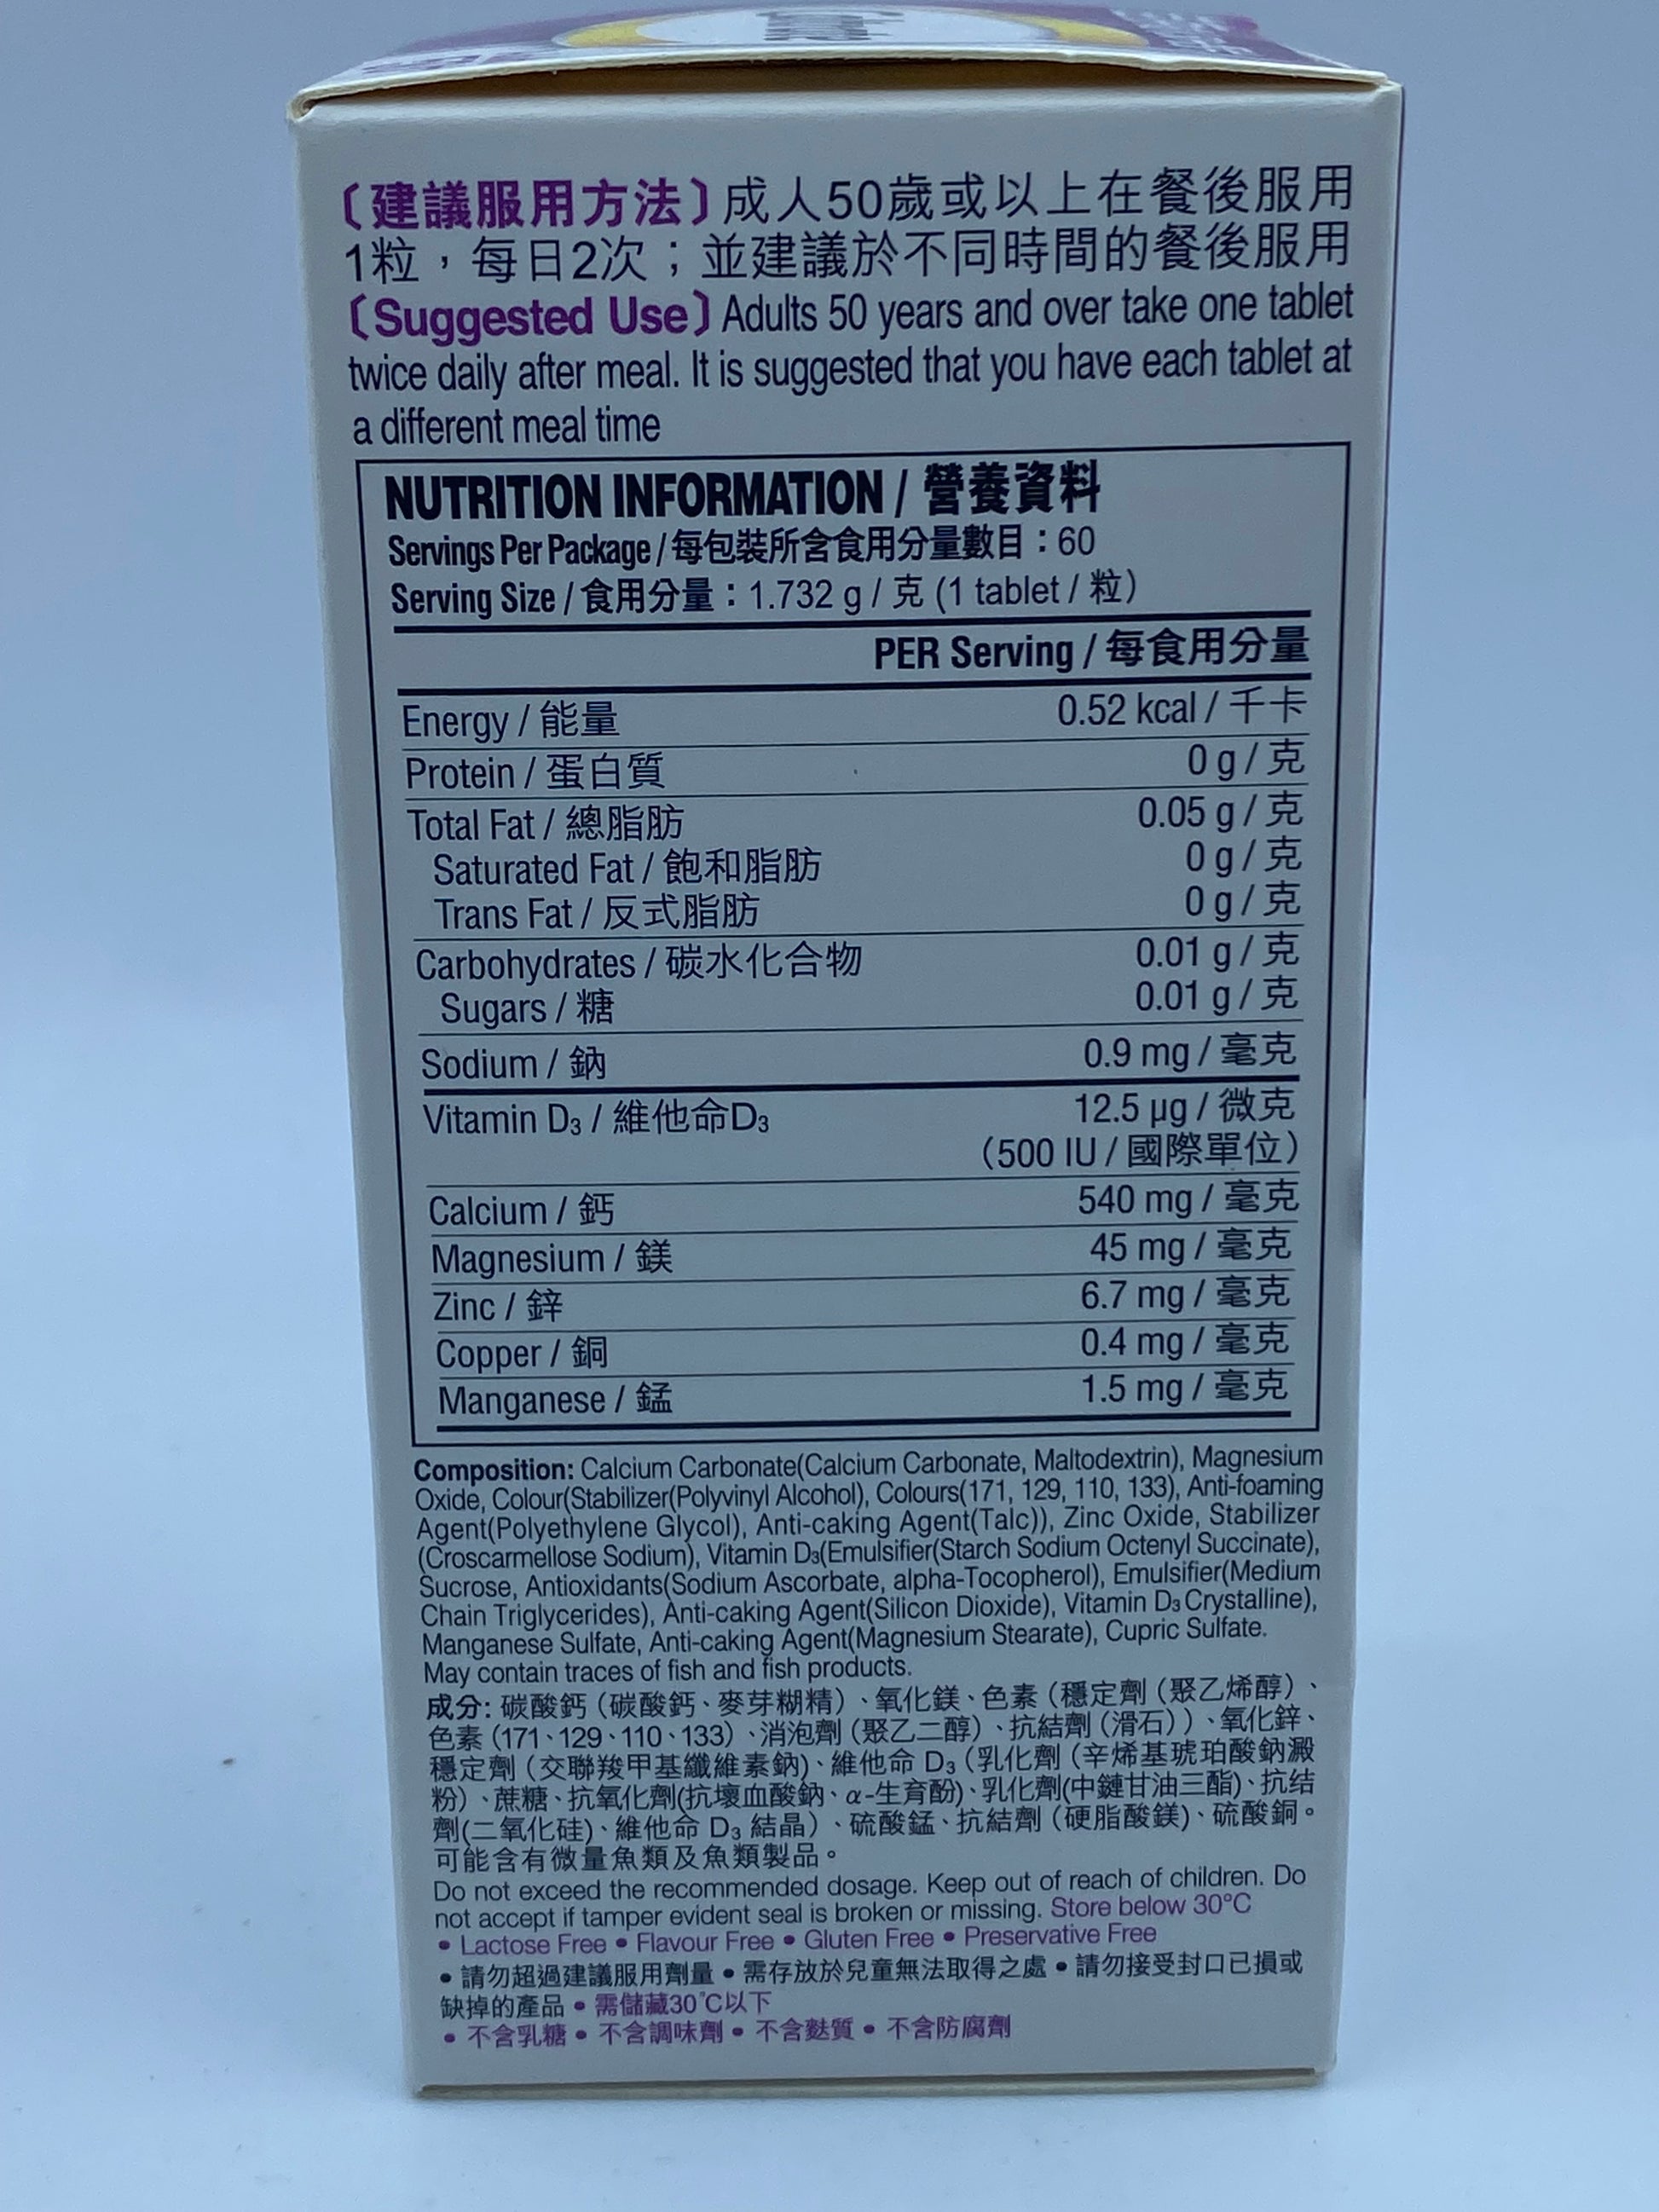 〔建議服用方法〕成人50歲或以上在餐後服用
1粒，每日2次；並建議於不同時間的餐後服用
〔Suggested Use〕Adults 50 years and over take one tablet
twice daily after meal. It is suggested that you have each tablet at
a different meal time
NUTRITION INFORMATION / 營養資料
Servings Per Package / 每包裝所含食用分量數目：60
Serving Size / 食用分量：1.732 g / 克 (1 tablet / 粒)
PER Serving / 每食用分量
Energy / 能量 0.52 kcal / 千卡
Protein / 蛋白質 0 g / 克
Total Fat / 總脂肪 0.05 g / 克
Saturated Fat / 飽和脂肪 0 g / 克
Trans Fat / 反式脂肪 0 g / 克
Carbohydrates / 碳水化合物 0.01 g / 克
Sugars / 糖 0.01 g / 克
Sodium / 鈉 0.9 mg / 毫克
Vitamin D₃ / 維他命D₃ 12.5 µg / 微克
（500 IU / 國際單位）
Calcium / 鈣 540 mg / 毫克
Magnesium / 鎂 45 mg / 毫克
Zinc / 鋅 6.7 mg / 毫克
Copper / 銅 0.4 mg / 毫克
Manganese / 錳 1.5 mg / 毫克
Composition: Calcium Carbonate(Calcium Carbonate, Maltodextrin), Magnesium
Oxide, Colour(Stabilizer(Polyvinyl Alcohol), Colours(171, 129, 110, 133), Anti-foaming
Agent(Polyethylene Glycol), Anti-caking Agent(Talc)), Zinc Oxide, Stabilizer
(Croscarmellose Sodium), Vitamin D₃(Emulsifier(Starch Sodium Octenyl Succinate),
Sucrose, Antioxidants(Sodium Ascorbate, alpha-Tocopherol), Emulsifier(Medium
Chain Triglycerides), Anti-caking Agent(Silicon Dioxide), Vitamin D₃ Crystalline),
Manganese Sulfate, Anti-caking Agent(Magnesium Stearate), Cupric Sulfate.
May contain traces of fish and fish products.
成分: 碳酸鈣（碳酸鈣、麥芽糊精）、氧化鎂、色素（穩定劑（聚乙烯醇）、
色素（171、129、110、133）、消泡劑（聚乙二醇）、抗結劑（滑石））、氧化鋅、
穩定劑（交聯羧甲基纖維素鈉）、維他命 D₃（乳化劑（辛烯基琥珀酸鈉澱
粉）、蔗糖、抗氧化劑(抗壞血酸鈉、α-生育酚)、乳化劑(中鏈甘油三酯)、抗结
劑(二氧化硅)、維他命 D₃ 結晶）、硫酸錳、抗結劑（硬脂酸鎂）、硫酸銅。
可能含有微量魚類及魚類製品。
Do not exceed the recommended dosage. Keep out of reach of children. Do
not accept if tamper evident seal is broken or missing. Store below 30°C
• Lactose Free • Flavour Free • Gluten Free • Preservative Free
• 請勿超過建議服用劑量 • 需存放於兒童無法取得之處 • 請勿接受封口已損或
缺掉的產品 • 需儲藏30°C以下
• 不含乳糖 • 不含調味劑 • 不含麩質 • 不含防腐劑